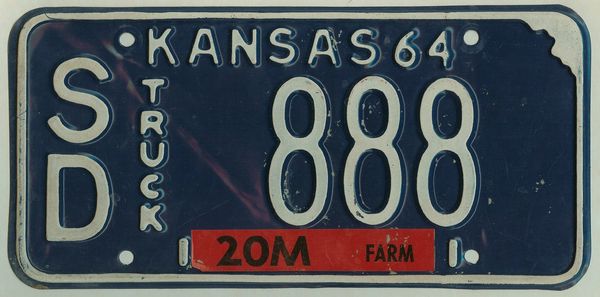 KANSAS 64
SD
TRUCK
888
20M FARM